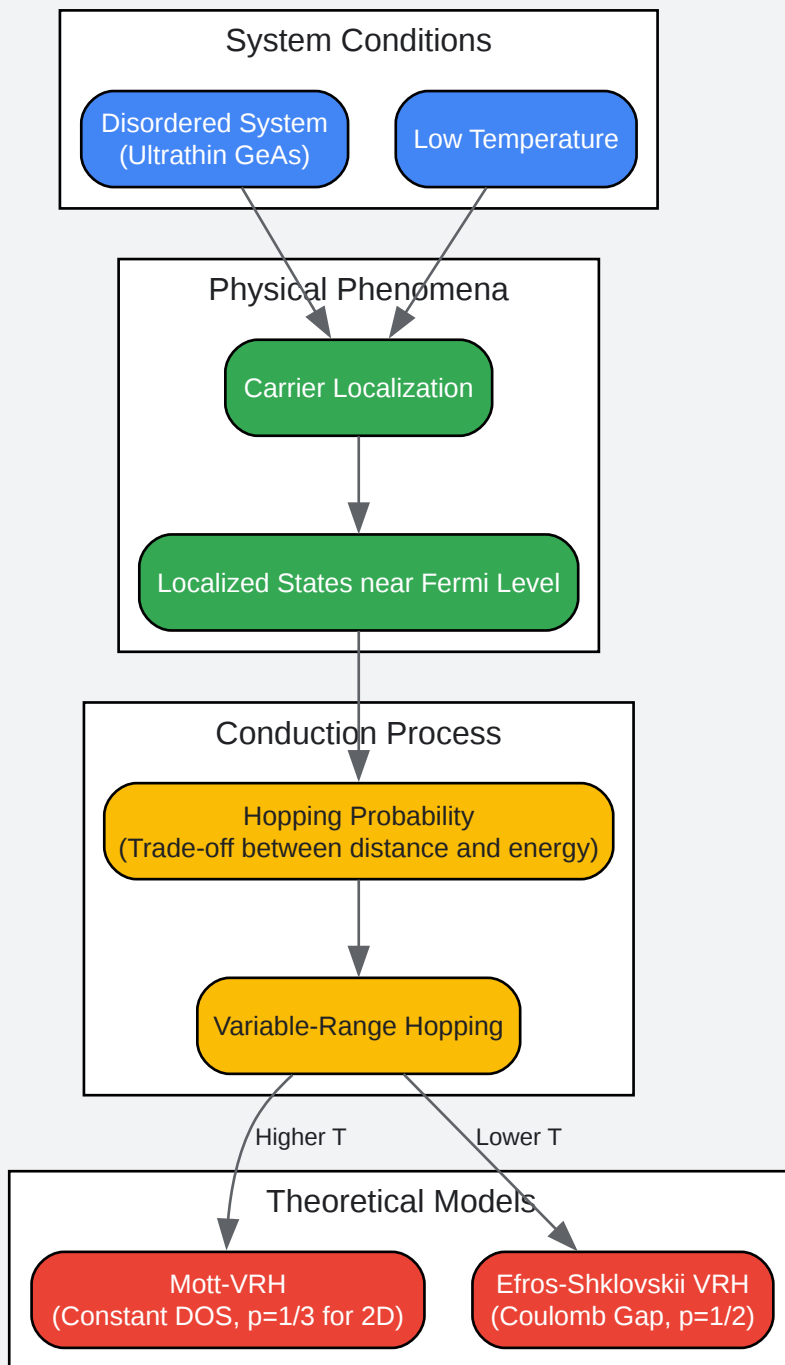 System Conditions
Disordered System
(Ultrathin GeAs)
Low Temperature
Physical Phenomena
Carrier Localization
Localized States near Fermi Level
Conduction Process
Hopping Probability
(Trade-off between distance and energy)
Variable-Range Hopping
Higher T
Lower T
Theoretical Models
Mott-VRH
(Constant DOS, p=1/3 for 2D)
Efros-Shklovskii VRH
(Coulomb Gap, p=1/2)